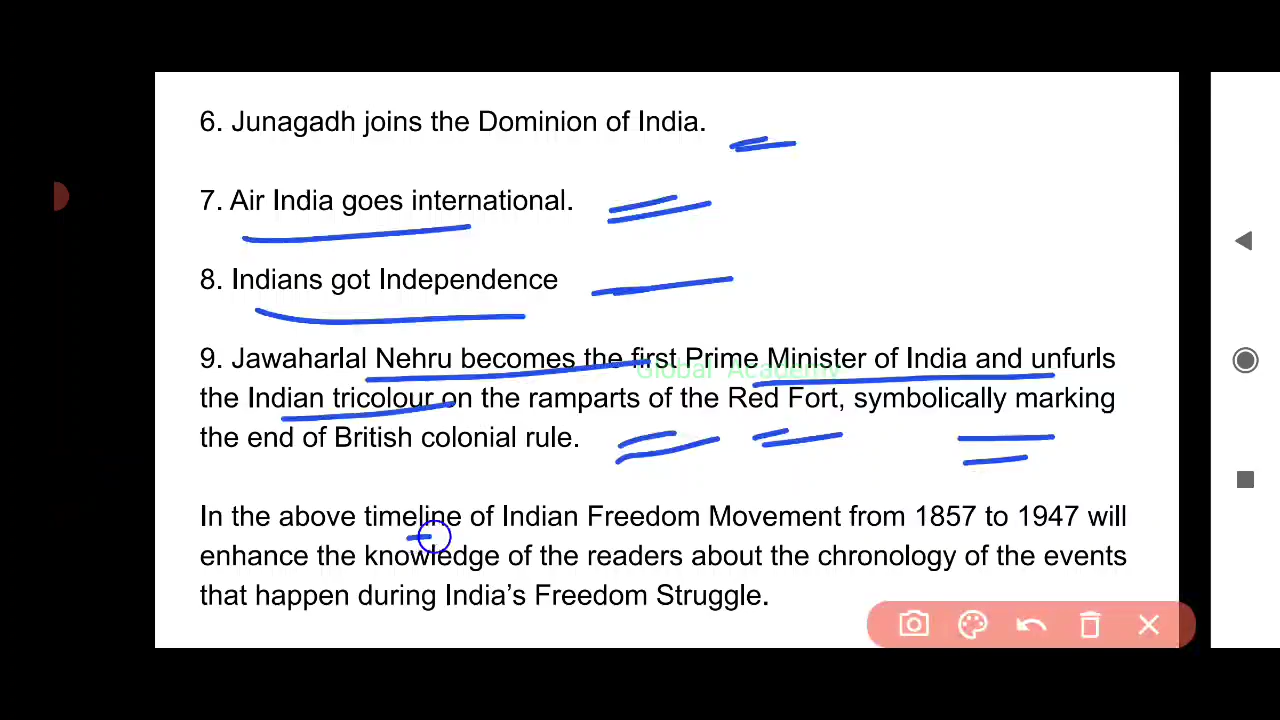 6. Junagadh joins the Dominion of India.
7. Air India goes international.
8. Indians got Independence
9. Jawaharlal Nehru becomes the first Prime Minister of India and unfurls
the Indian tricolour on the ramparts of the Red Fort, symbolically marking
the end of British colonial rule.
Global Academy
In the above timeline of Indian Freedom Movement from 1857 to 1947 will
enhance the knowledge of the readers about the chronology of the events
that happen during India’s Freedom Struggle.